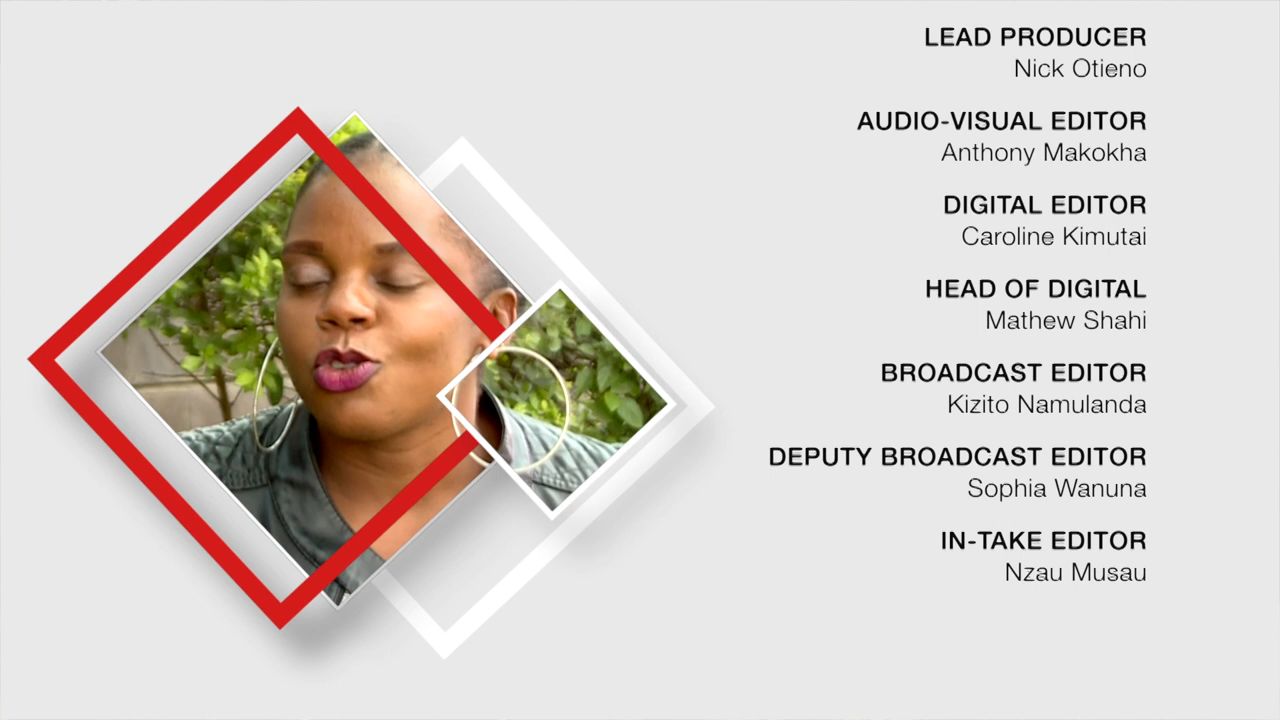 LEAD PRODUCER
Nick Otieno
AUDIO-VISUAL EDITOR
Anthony Makokha
DIGITAL EDITOR
Caroline Kimutai
HEAD OF DIGITAL
Mathew Shahi
BROADCAST EDITOR
Kizito Namulanda
DEPUTY BROADCAST EDITOR
Sophia Wanuna
IN-TAKE EDITOR
Nzau Musau